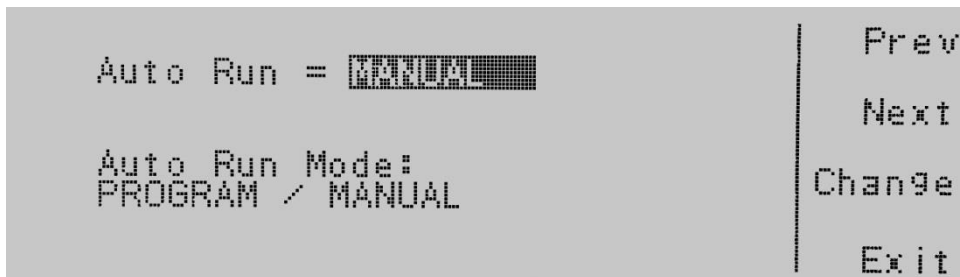 Auto Run = MANUAL
Auto Run Mode:
PROGRAM / MANUAL
Prev
Next
Change
Exit